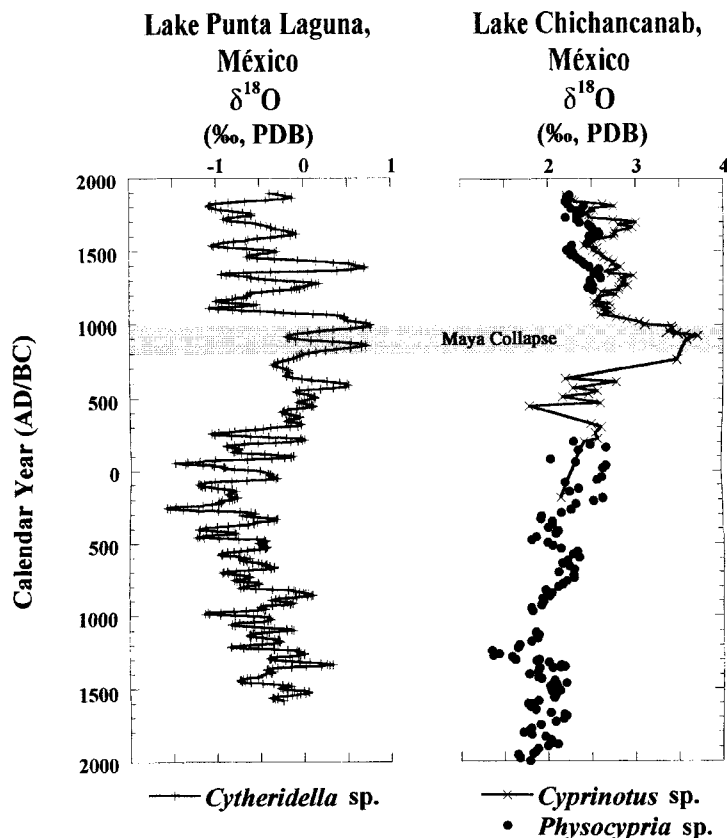 Lake Punta Laguna,
México
δ18O
(‰, PDB)
-1 0 1
Lake Chichancanab,
México
δ18O
(‰, PDB)
2 3 4
Calendar Year (AD/BC)
2000
1500
1000
500
0
500
1000
1500
2000
Maya Collapse
Cytheridella sp.
Cyprinotus sp.
Physocypria sp.